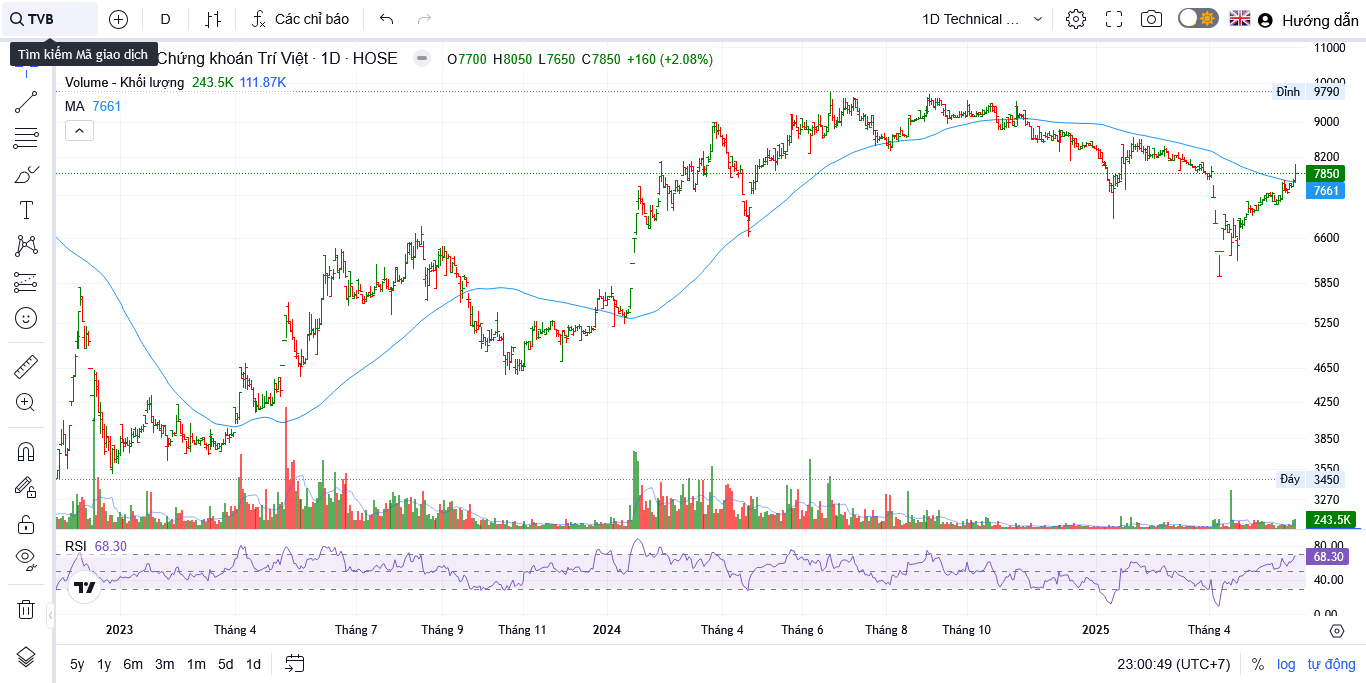 TVB D Các chỉ báo 1D Technical ... Hướng dẫn
Tìm kiếm Mã giao dịch
Chứng khoán Trí Việt · 1D · HOSE O7700 H8050 L7650 C7850 +160 (+2.08%)
Volume - Khối lượng 243.5K 111.87K
MA 7661
11000
10000
Đỉnh 9790
9000
8200
7850
7661
6600
5850
5250
4650
4250
3850
3550
Đáy 3450
3270
243.5K
RSI 68.30
80.00
68.30
40.00
0.00
2023 Tháng 4 Tháng 7 Tháng 9 Tháng 11 2024 Tháng 4 Tháng 6 Tháng 8 Tháng 10 2025 Tháng 4
5y 1y 6m 3m 1m 5d 1d 23:00:49 (UTC+7) % log tự động